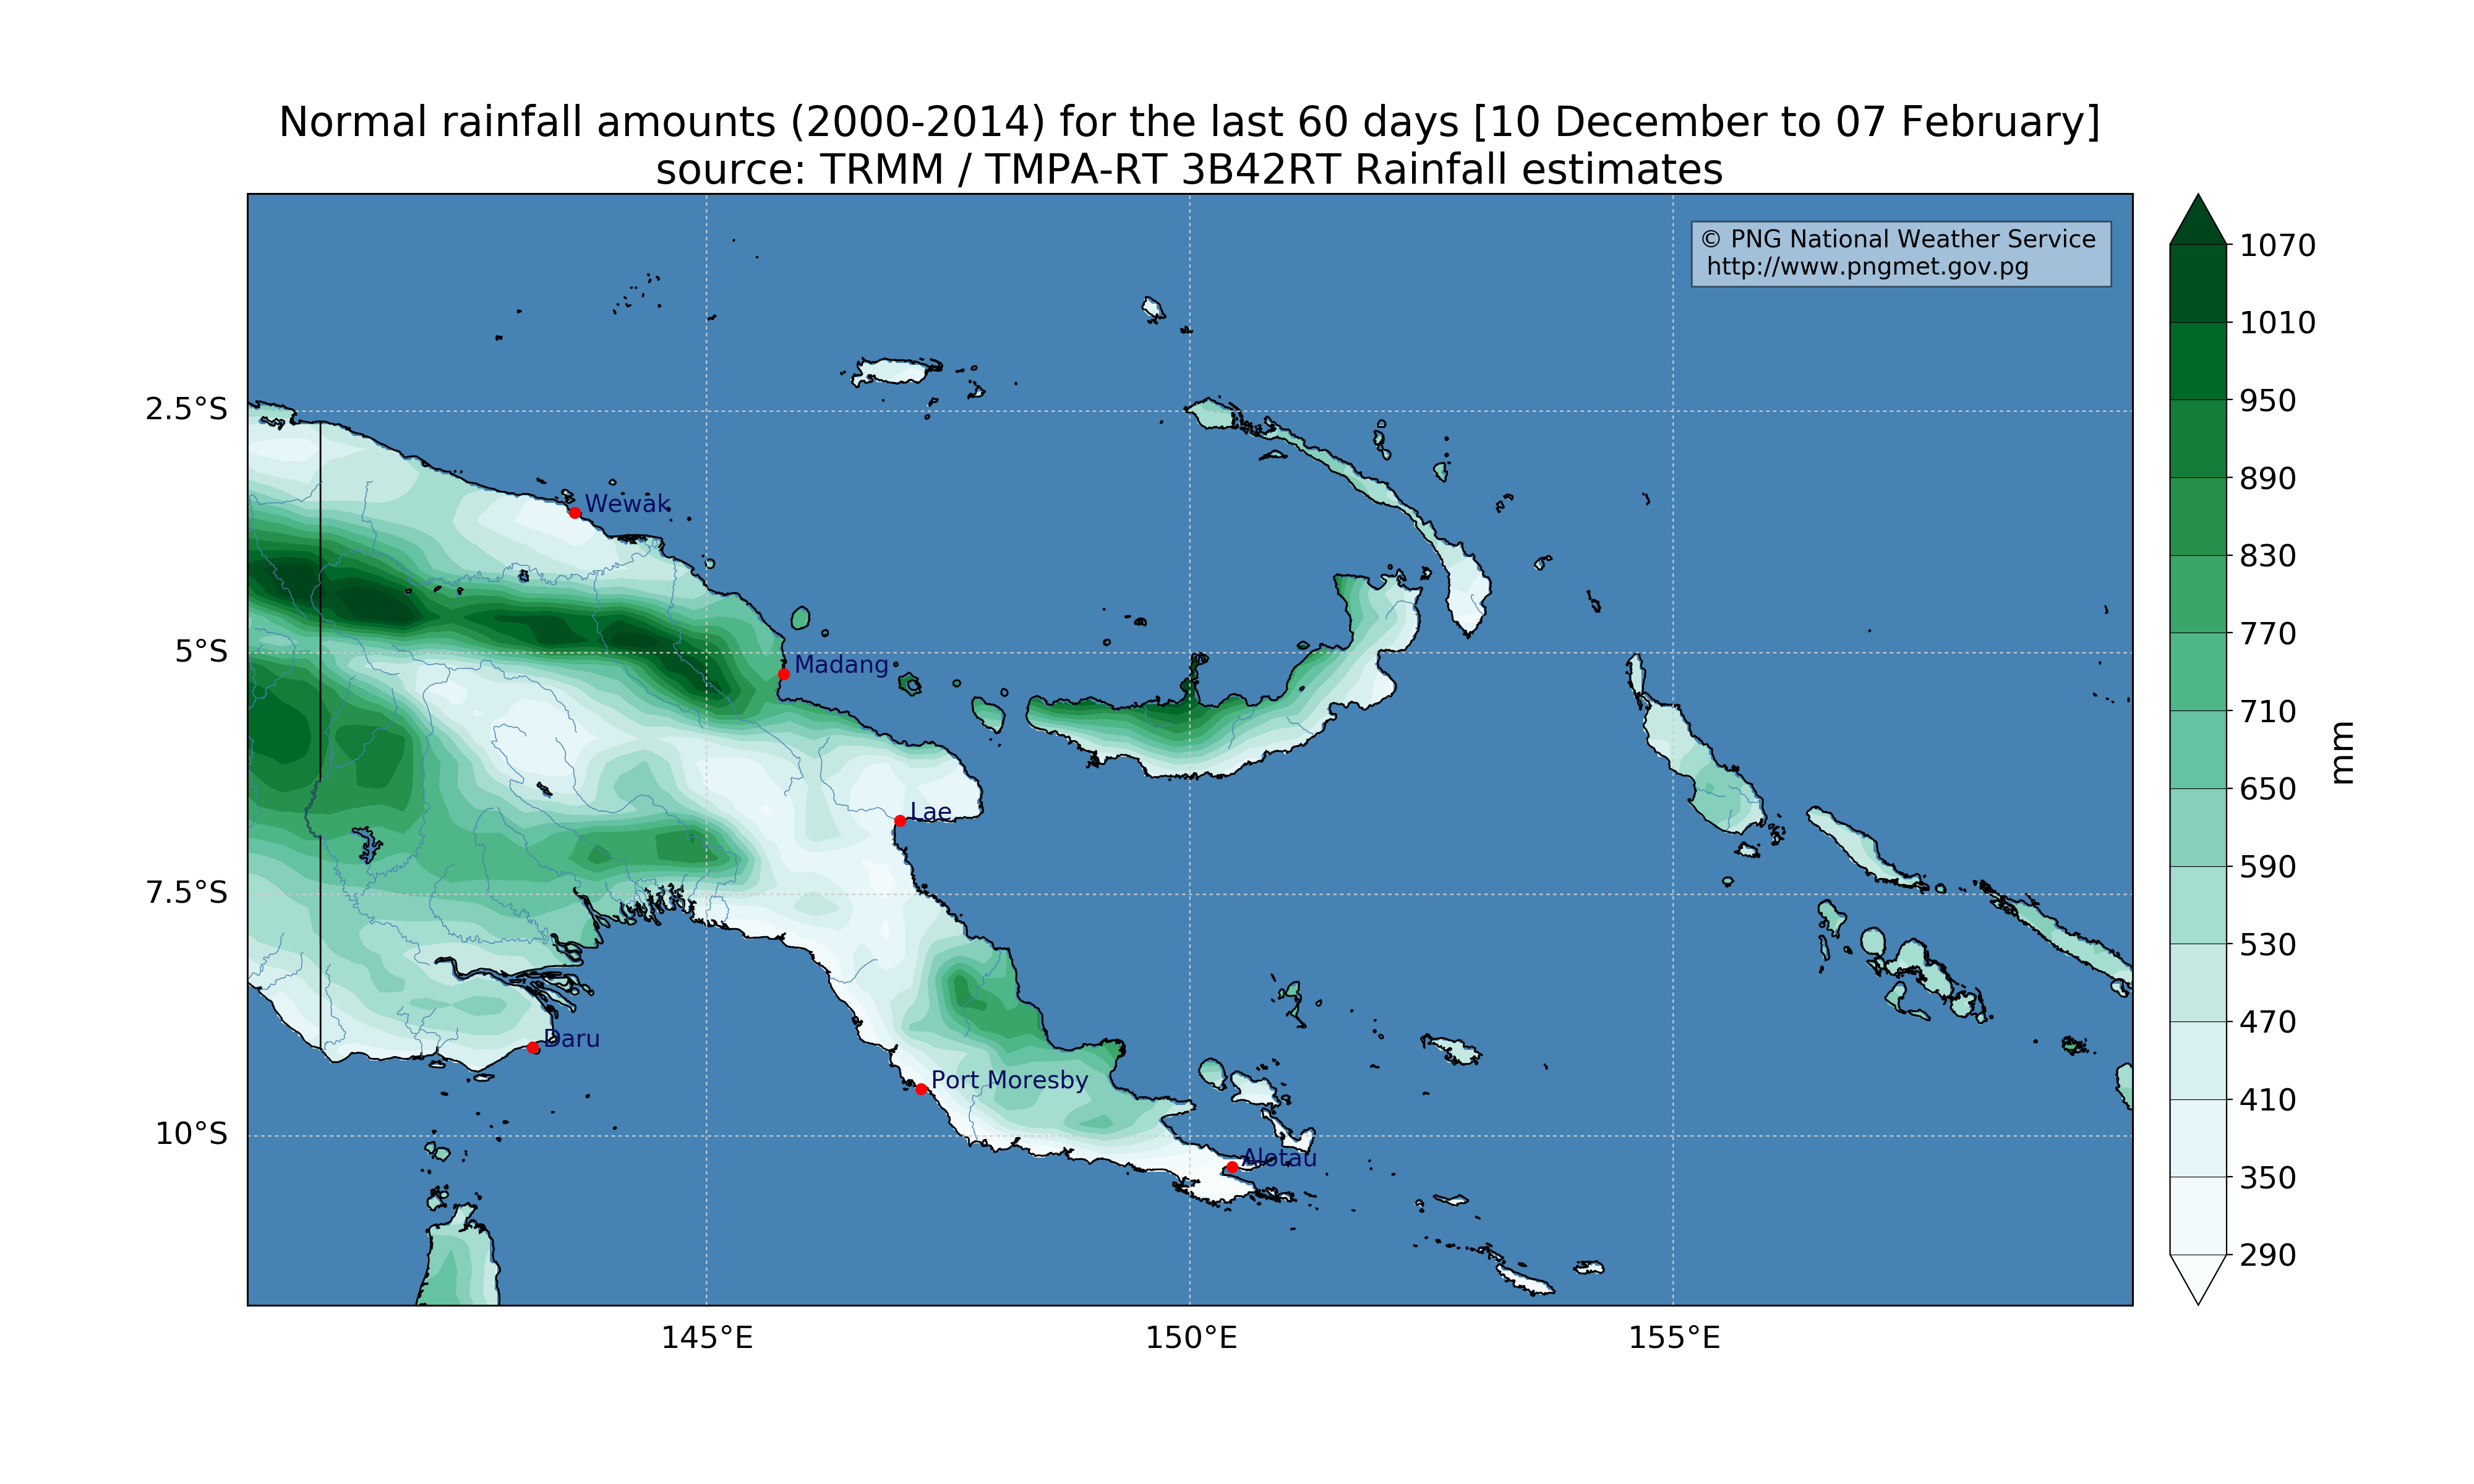 Normal rainfall amounts (2000-2014) for the last 60 days [10 December to 07 February]
source: TRMM / TMPA-RT 3B42RT Rainfall estimates
© PNG National Weather Service
http://www.pngmet.gov.pg
2.5°S
5°S
7.5°S
10°S
Wewak
Madang
Lae
Daru
Port Moresby
Alotau
145°E
150°E
155°E
1070
1010
950
890
830
770
710
650
590
530
470
410
350
290
mm